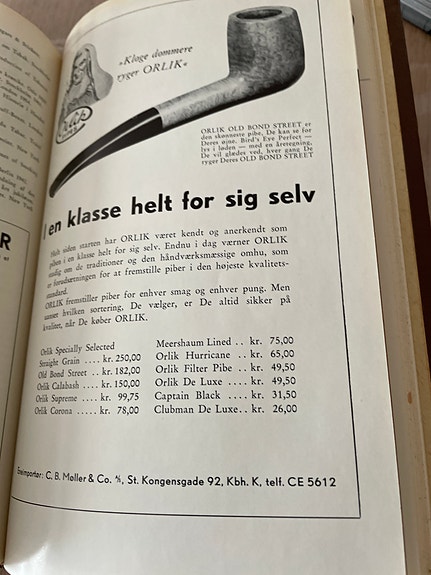 »Kloge dommere
ryger ORLIK«
ORLIK
ORLIK OLD BOND STREET er
den skønneste pibe, De kan se for
Deres øjne. Bird's Eye Perfect —
lys i løden — med en åretegning,
De vil glædes ved, hver gang De
ryger Deres OLD BOND STREET
I en klasse helt for sig selv
Helt siden starten har ORLIK været kendt og anerkendt som
piben i en klasse helt for sig selv. Endnu i dag værner ORLIK
stadig om de traditioner og den håndværksmæssige omhu, som
er forudsætningen for at fremstille piber i den højeste kvalitets-
standard.
ORLIK fremstiller piber for enhver smag og enhver pung. Men
uanset hvilken sortering, De vælger, er De altid sikker på
kvalitet, når De køber ORLIK.
Orlik Specially Selected
Straight Grain .... kr. 250,00
Old Bond Street .. kr. 182,00
Orlik Calabash .... kr. 150,00
Orlik Supreme .... kr. 99,75
Orlik Corona ..... kr. 78,00
Meershaum Lined .. kr. 75,00
Orlik Hurricane .. kr. 65,00
Orlik Filter Pibe .. kr. 49,50
Orlik De Luxe .... kr. 49,50
Captain Black .... kr. 31,50
Clubman De Luxe.. kr. 26,00
Eneimportør: C. B. Møller & Co. A/S, St. Kongensgade 92, Kbh. K, telf. CE 5612